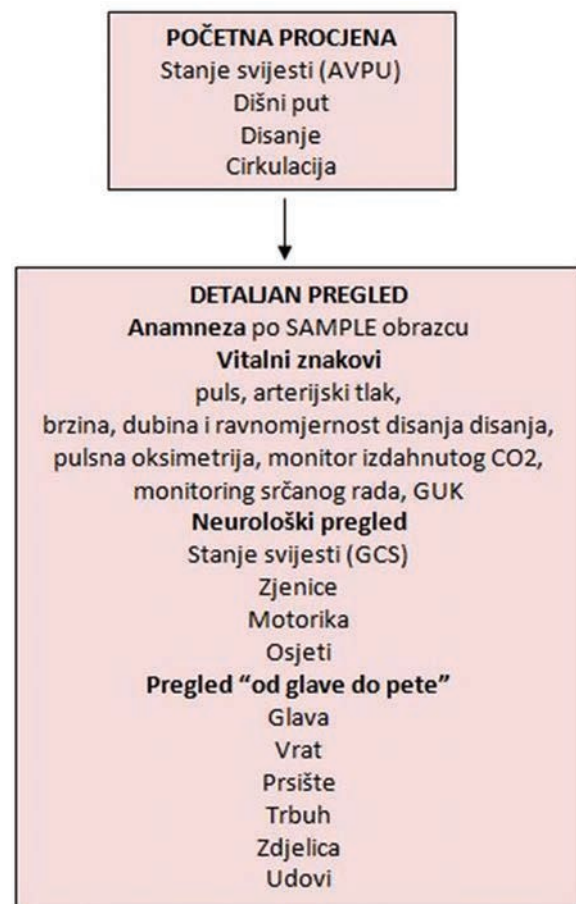 POČETNA PROCJENA
Stanje svijesti (AVPU)
Dišni put
Disanje
Cirkulacija
DETALJAN PREGLED
Anamneza po SAMPLE obrazcu
Vitalni znakovi
puls, arterijski tlak,
brzina, dubina i ravnomjernost disanja disanja,
pulsna oksimetrija, monitor izdahnutog CO2,
monitoring srčanog rada, GUK
Neurološki pregled
Stanje svijesti (GCS)
Zjenice
Motorika
Osjeti
Pregled “od glave do pete”
Glava
Vrat
Prsište
Trbuh
Zdjelica
Udovi